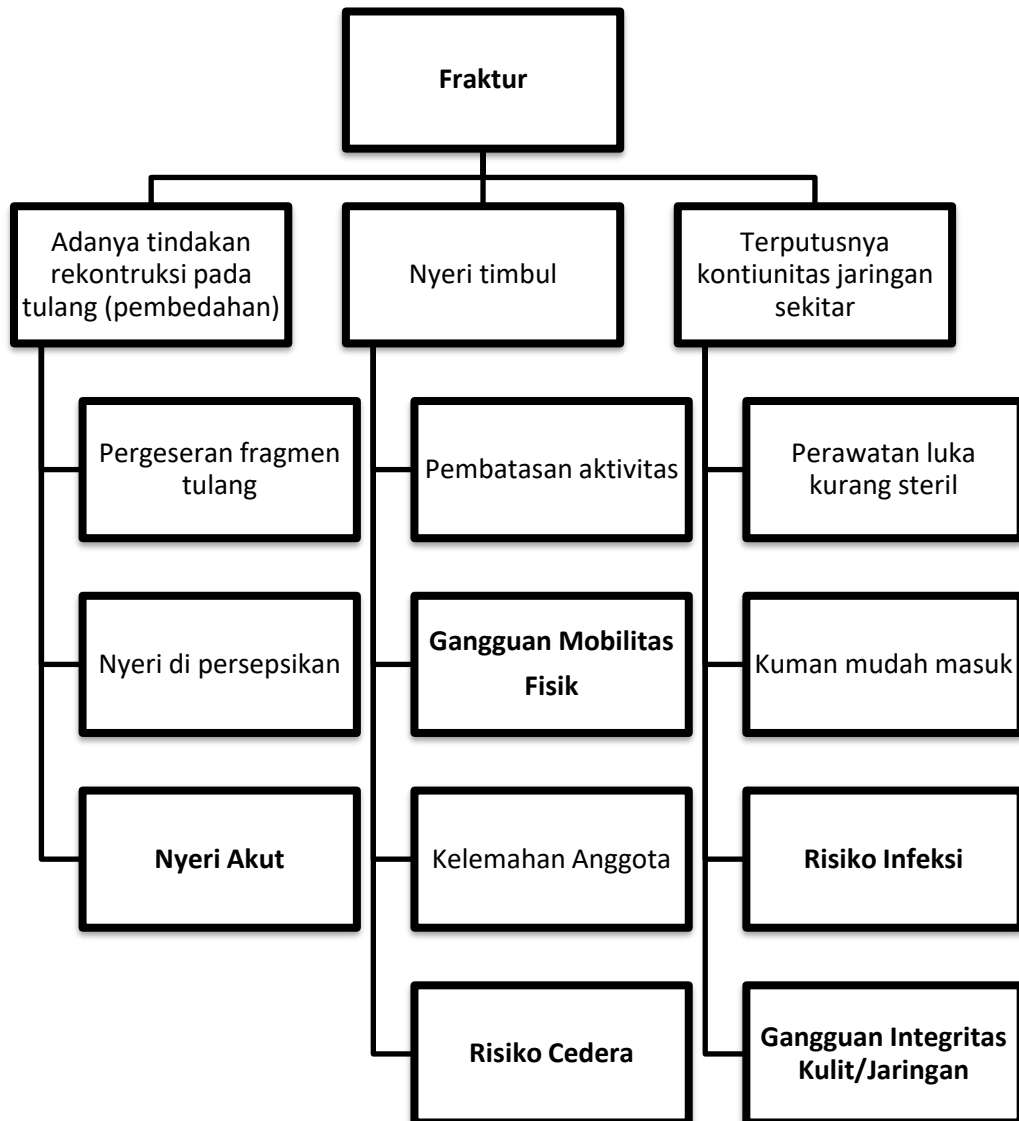 Fraktur
Adanya tindakan
rekontruksi pada
tulang (pembedahan)
Pergeseran fragmen
tulang
Nyeri di persepsikan
Nyeri Akut
Nyeri timbul
Pembatasan aktivitas
Gangguan Mobilitas
Fisik
Kelemahan Anggota
Risiko Cedera
Terputusnya
kontiunitas jaringan
sekitar
Perawatan luka
kurang steril
Kuman mudah masuk
Risiko Infeksi
Gangguan Integritas
Kulit/Jaringan